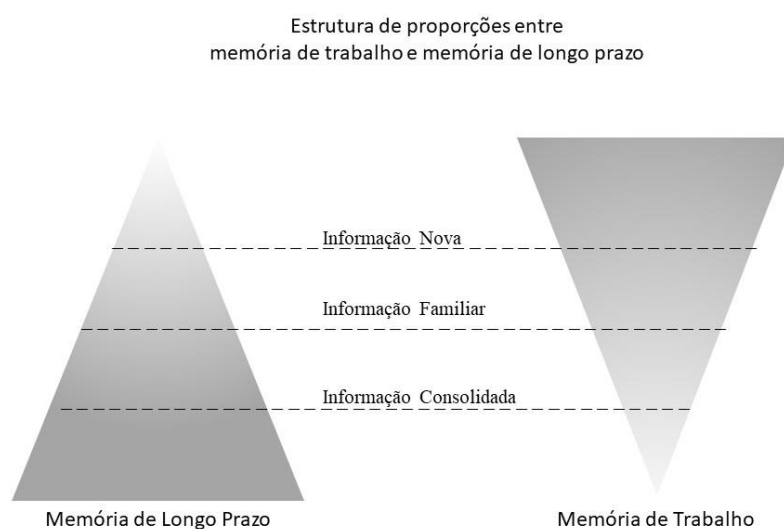 Estrutura de proporções entre
memória de trabalho e memória de longo prazo
Informação Nova
Informação Familiar
Informação Consolidada
Memória de Longo Prazo
Memória de Trabalho